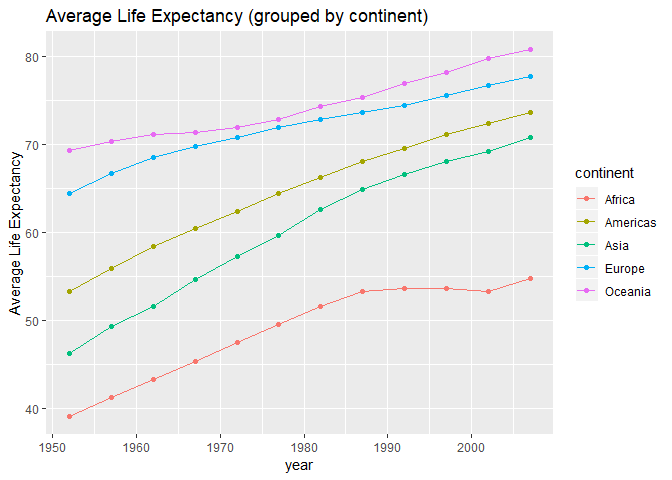 Average Life Expectancy (grouped by continent)
80
70
60
50
40
Average Life Expectancy
1950 1960 1970 1980 1990 2000
year
continent
Africa
Americas
Asia
Europe
Oceania